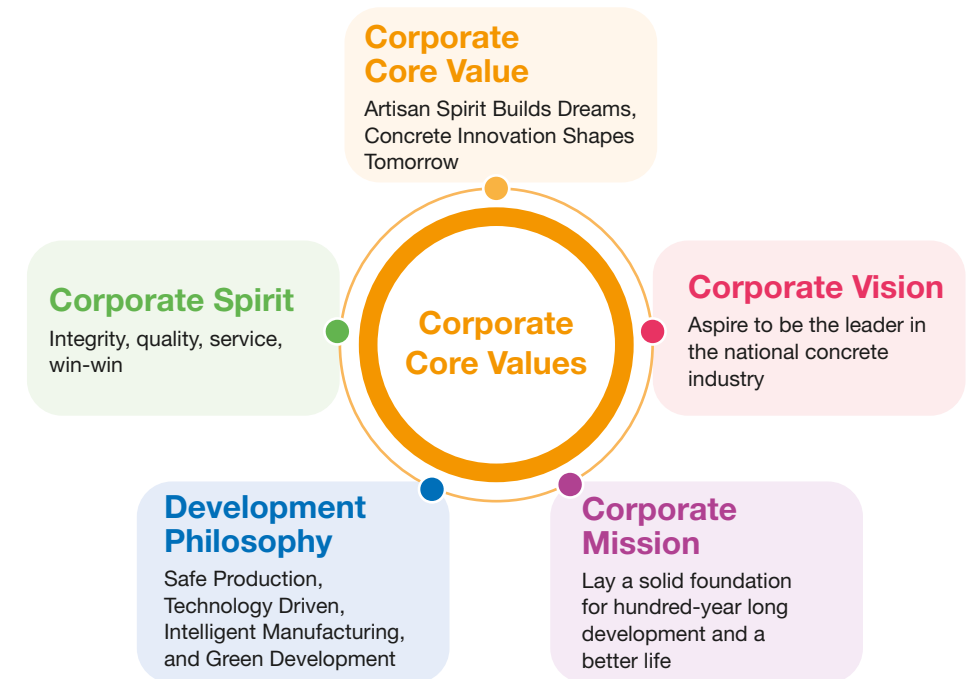 Corporate
Core Value
Artisan Spirit Builds Dreams,
Concrete Innovation Shapes
Tomorrow
Corporate Spirit
Integrity, quality, service,
win-win
Corporate
Core Values
Corporate Vision
Aspire to be the leader in
the national concrete
industry
Development
Philosophy
Safe Production,
Technology Driven,
Intelligent Manufacturing,
and Green Development
Corporate
Mission
Lay a solid foundation
for hundred-year long
development and a
better life